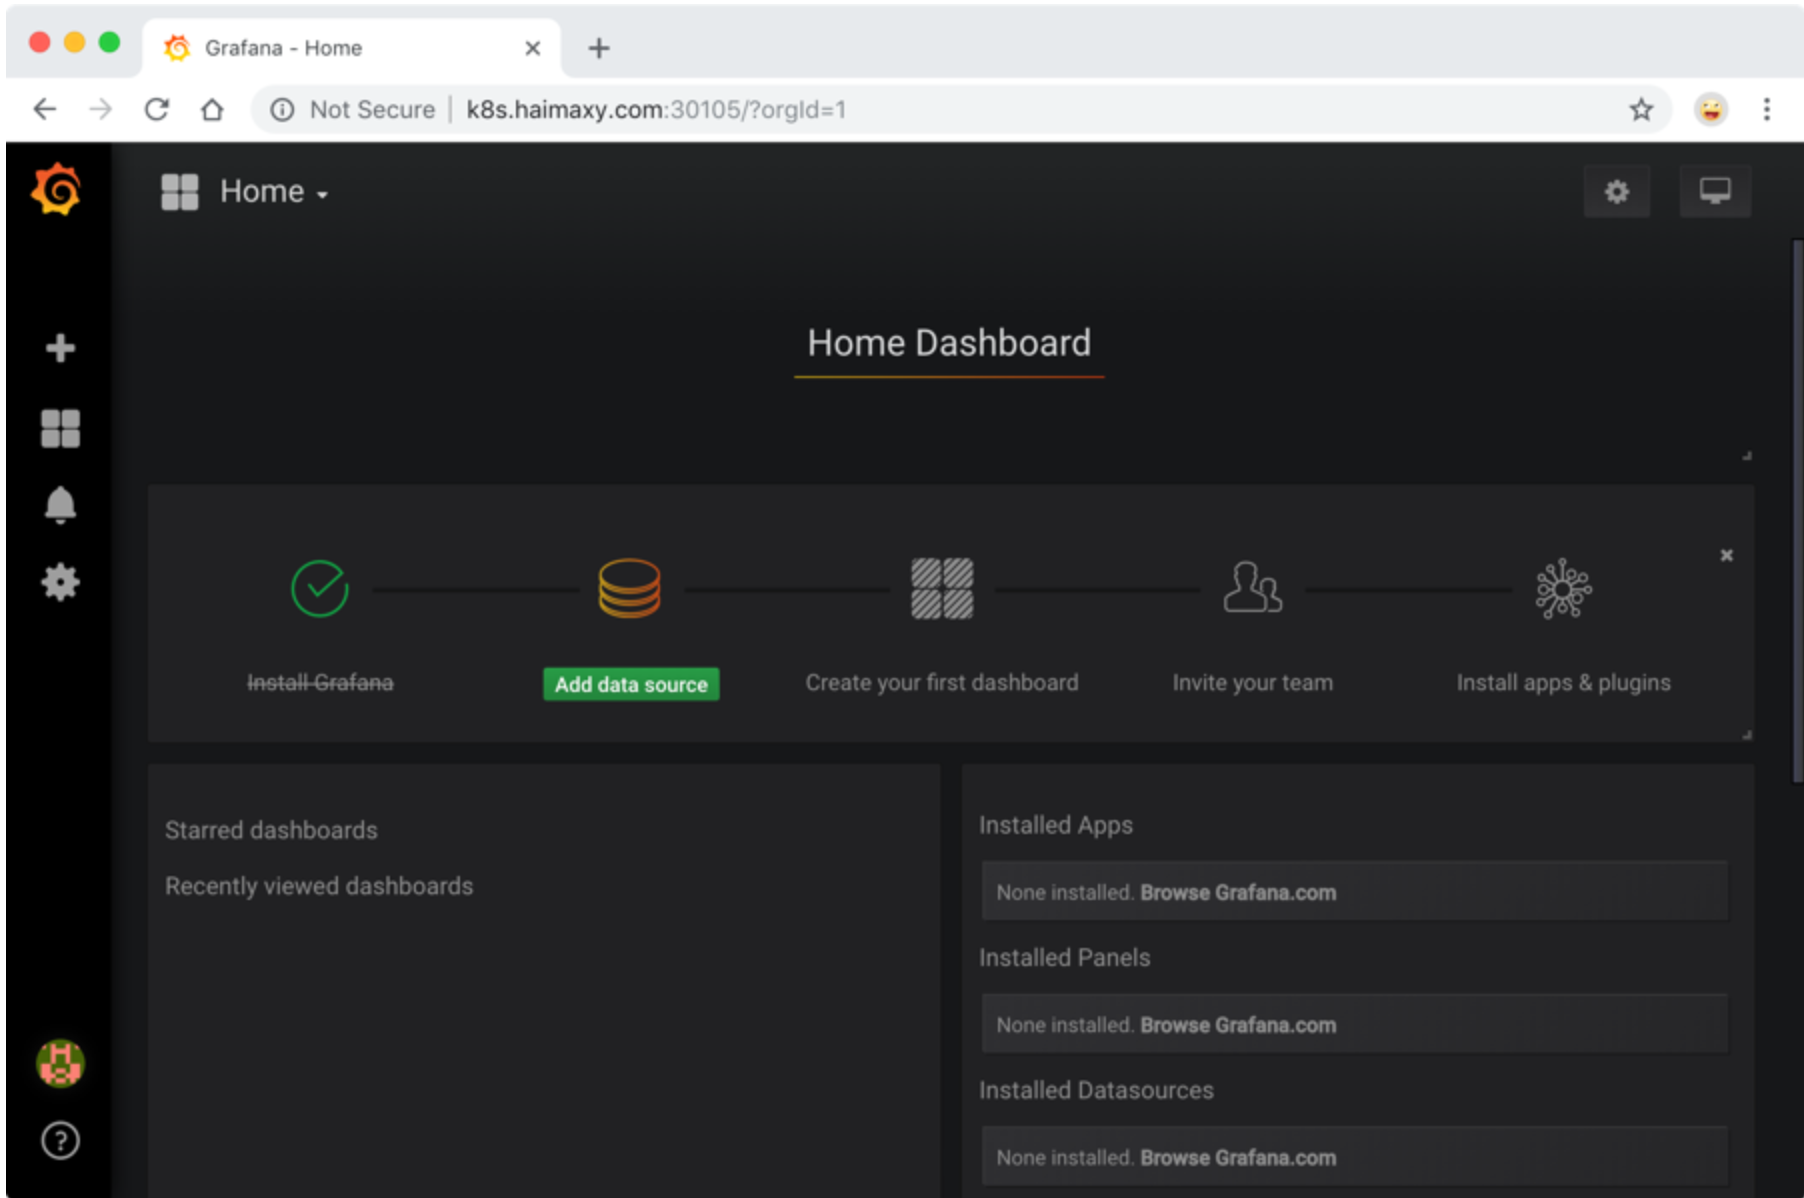 Grafana - Home
Not Secure | k8s.haimaxy.com:30105/?orgId=1
Home
Home Dashboard
Install Grafana
Add data source
Create your first dashboard
Invite your team
Install apps & plugins
Starred dashboards
Recently viewed dashboards
Installed Apps
None installed. Browse Grafana.com
Installed Panels
None installed. Browse Grafana.com
Installed Datasources
None installed. Browse Grafana.com